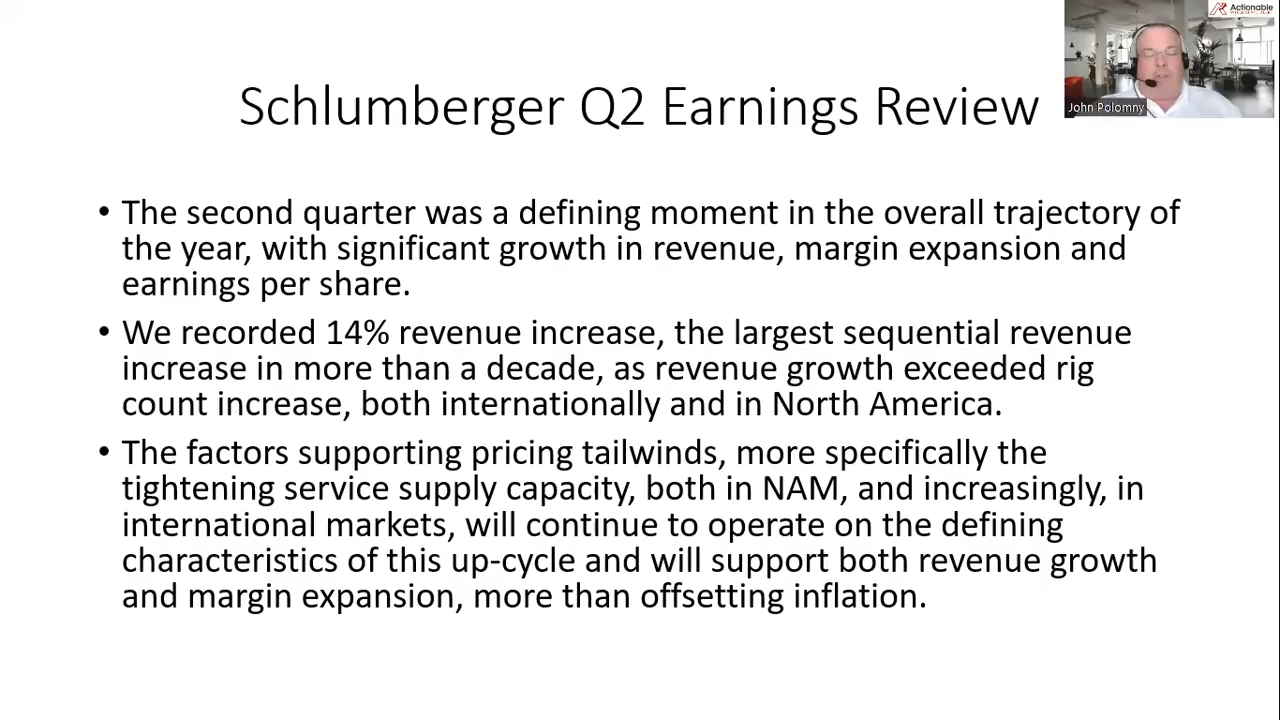 Actionable
John Polomny
Schlumberger Q2 Earnings Review
• The second quarter was a defining moment in the overall trajectory of
the year, with significant growth in revenue, margin expansion and
earnings per share.
• We recorded 14% revenue increase, the largest sequential revenue
increase in more than a decade, as revenue growth exceeded rig
count increase, both internationally and in North America.
• The factors supporting pricing tailwinds, more specifically the
tightening service supply capacity, both in NAM, and increasingly, in
international markets, will continue to operate on the defining
characteristics of this up-cycle and will support both revenue growth
and margin expansion, more than offsetting inflation.